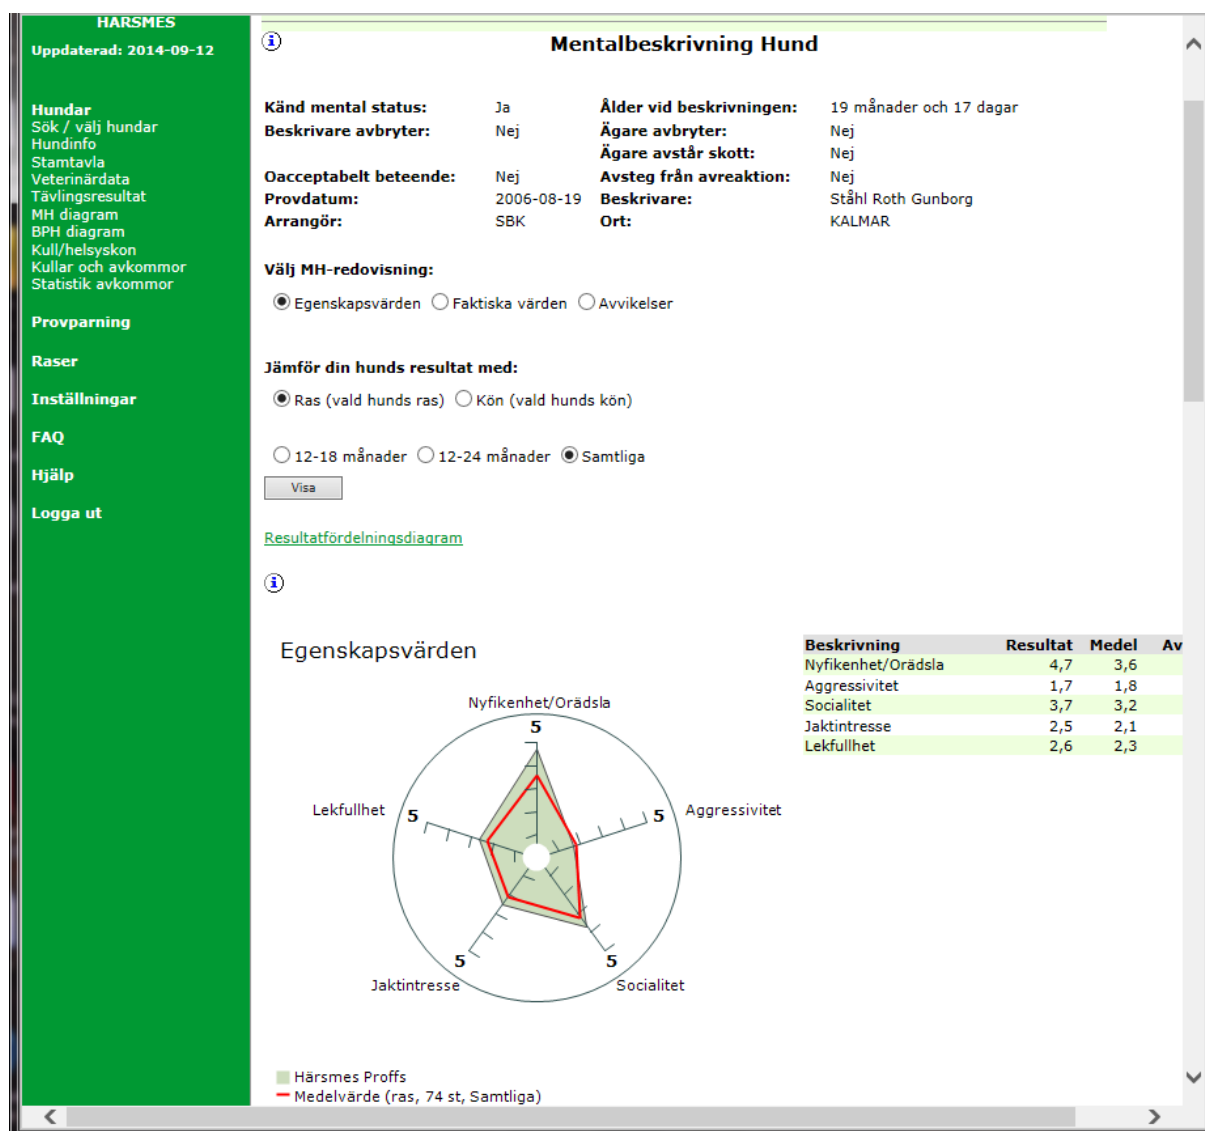 HARSMES
Uppdaterad: 2014-09-12
Hundar
Sök / välj hundar
Hundinfo
Stamtavla
Veterinärdata
Tävlingsresultat
MH diagram
BPH diagram
Kull/helsyskon
Kullar och avkommor
Statistik avkommor
Provparning
Raser
Inställningar
FAQ
Hjälp
Logga ut
Mentalbeskrivning Hund
Känd mental status: Ja Ålder vid beskrivningen: 19 månader och 17 dagar
Beskrivare avbryter: Nej Ägare avbryter: Nej
Ägare avstår skott: Nej
Oacceptabelt beteende: Nej Avsteg från avreaktion: Nej
Provdatum: 2006-08-19 Beskrivare: Ståhl Roth Gunborg
Arrangör: SBK Ort: KALMAR
Välj MH-redovisning:
Egenskapsvärden Faktiska värden Avvikelser
Jämför din hunds resultat med:
Ras (vald hunds ras) Kön (vald hunds kön)
12-18 månader 12-24 månader Samtliga
Visa
Resultatfördelningsdiagram
Egenskapsvärden
Nyfikenhet/Orädsla
5
Lekfullhet 5
5 Aggressivitet
5 5
Jaktintresse Socialitet
Härsmes Proffs
Medelvärde (ras, 74 st, Samtliga)
Beskrivning Resultat Medel Av
Nyfikenhet/Orädsla 4,7 3,6
Aggressivitet 1,7 1,8
Socialitet 3,7 3,2
Jaktintresse 2,5 2,1
Lekfullhet 2,6 2,3